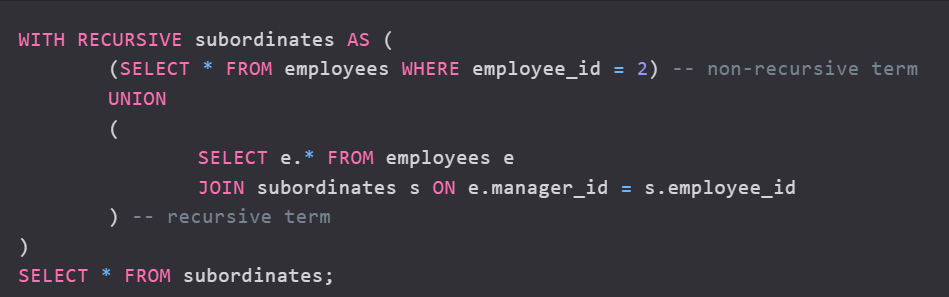 WITH RECURSIVE subordinates AS (
(SELECT * FROM employees WHERE employee_id = 2) -- non-recursive term
UNION
(
SELECT e.* FROM employees e
JOIN subordinates s ON e.manager_id = s.employee_id
) -- recursive term
)
SELECT * FROM subordinates;